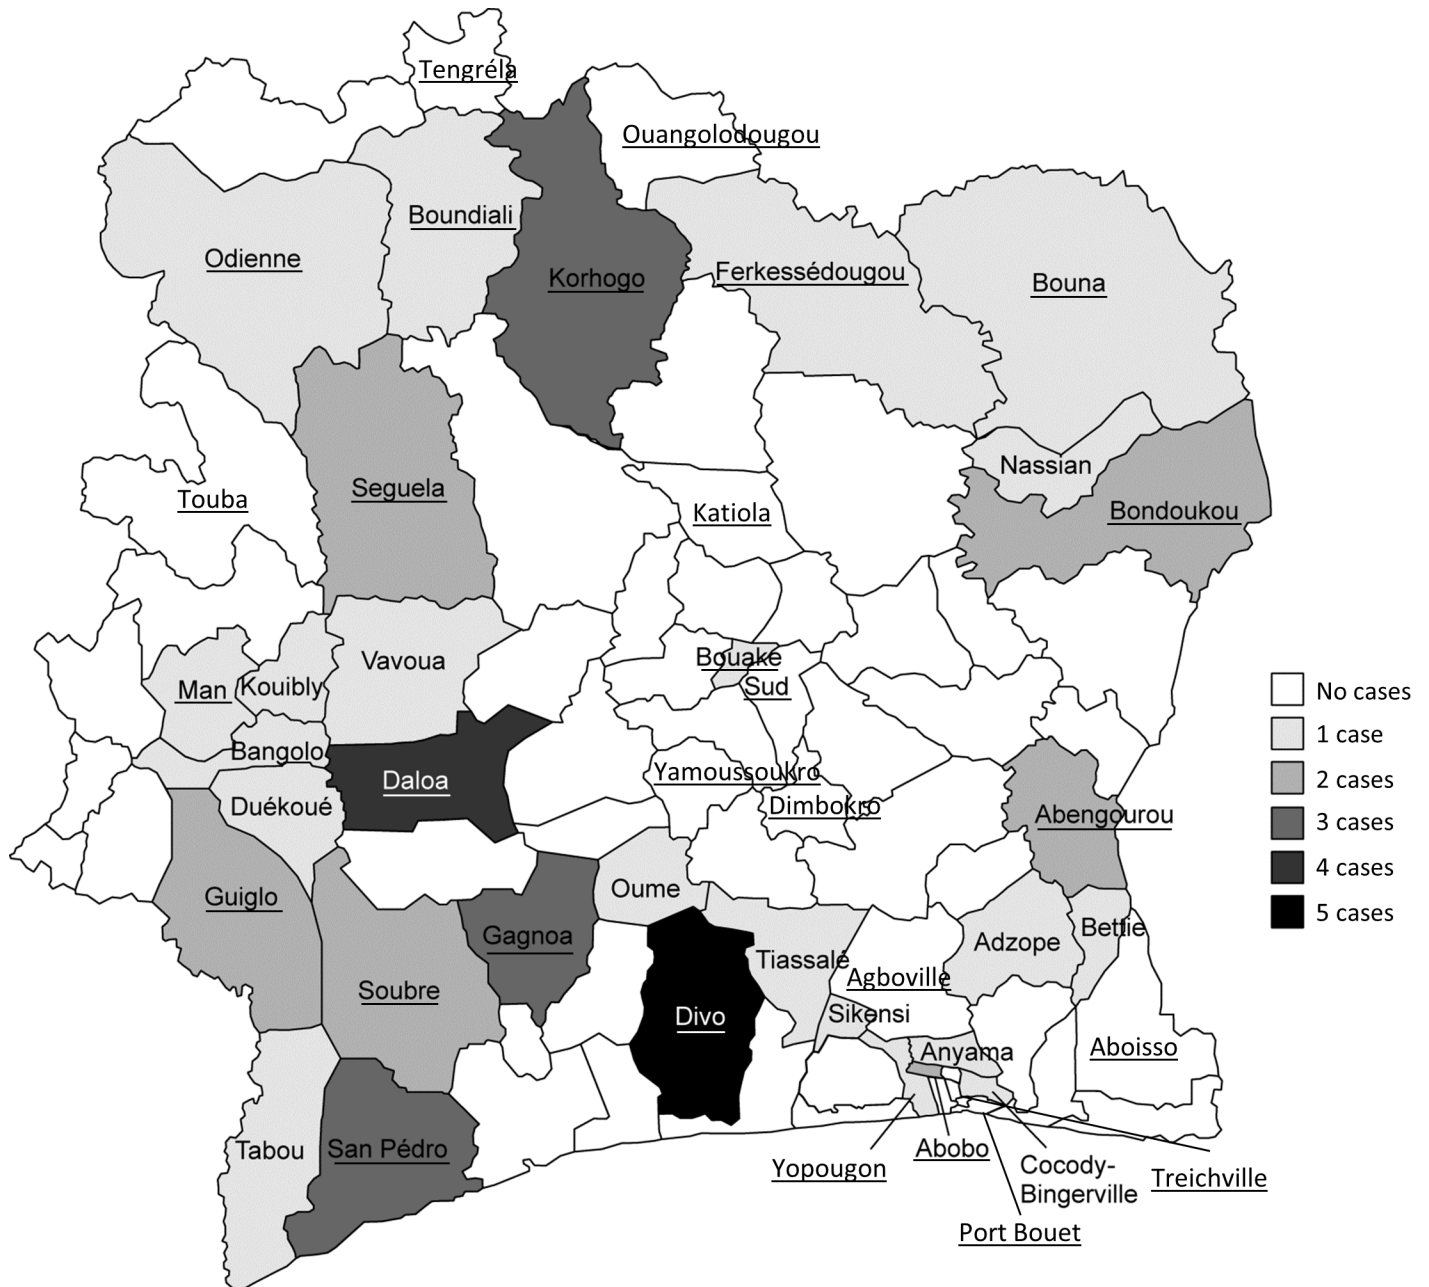 Tengréla
Ouangolodougou
Boundiali
Odienne
Korhogo
Ferkessédougou
Bouna
Nassian
Seguela
Touba
Katiola
Bondoukou
Vavoua
Bouaké
Sud
Man
Kouibly
Bangolo
Daloa
Yamoussoukro
Dimbokro
Duékoué
Abengourou
Guiglo
Oume
Gagnoa
Bettie
Adzope
Tiassalé
Agboville
Soubre
Divo
Sikensi
Anyama
Aboisso
Tabou
San Pédro
Yopougon
Abobo
Cocody-
Bingerville
Treichville
Port Bouet
No cases
1 case
2 cases
3 cases
4 cases
5 cases